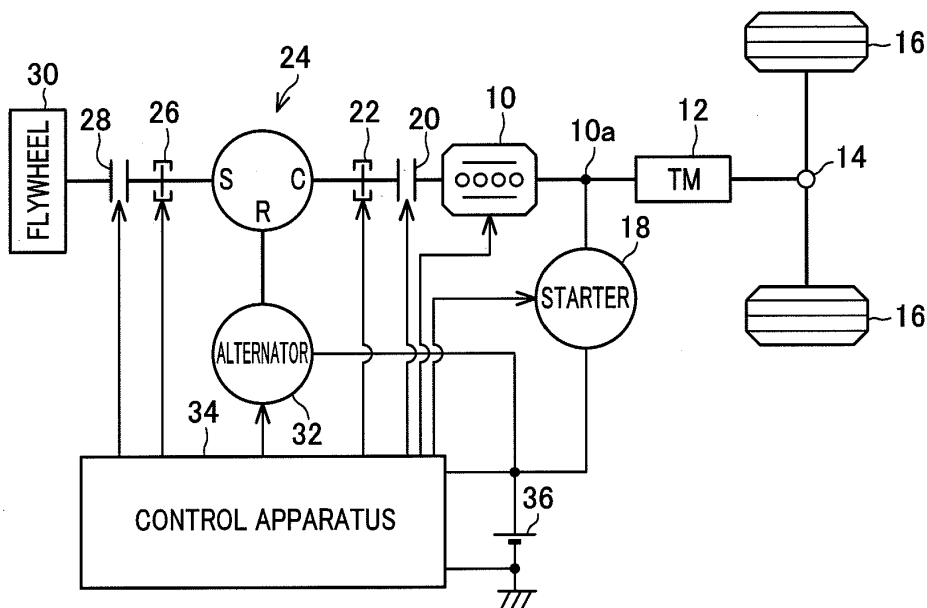 16
24
30
28
26
22
20
10
10a
12
14
FLYWHEEL
S
C
R
TM
18
STARTER
16
ALTERNATOR
32
34
CONTROL APPARATUS
36